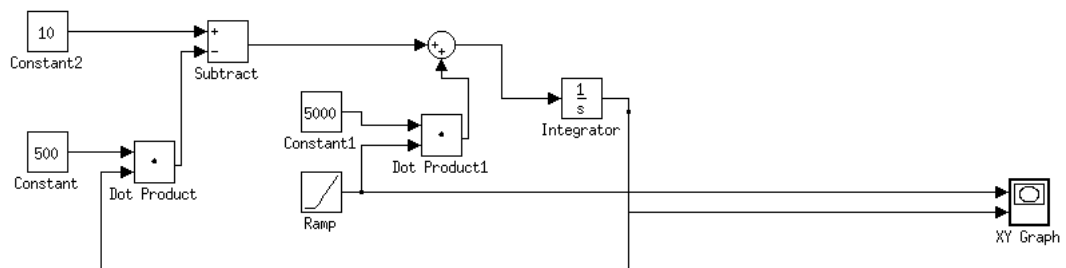 10
Constant2
+
−
Subtract
+
+
5000
Constant1
Dot Product1
1
s
Integrator
500
Constant
Dot Product
Ramp
XY Graph